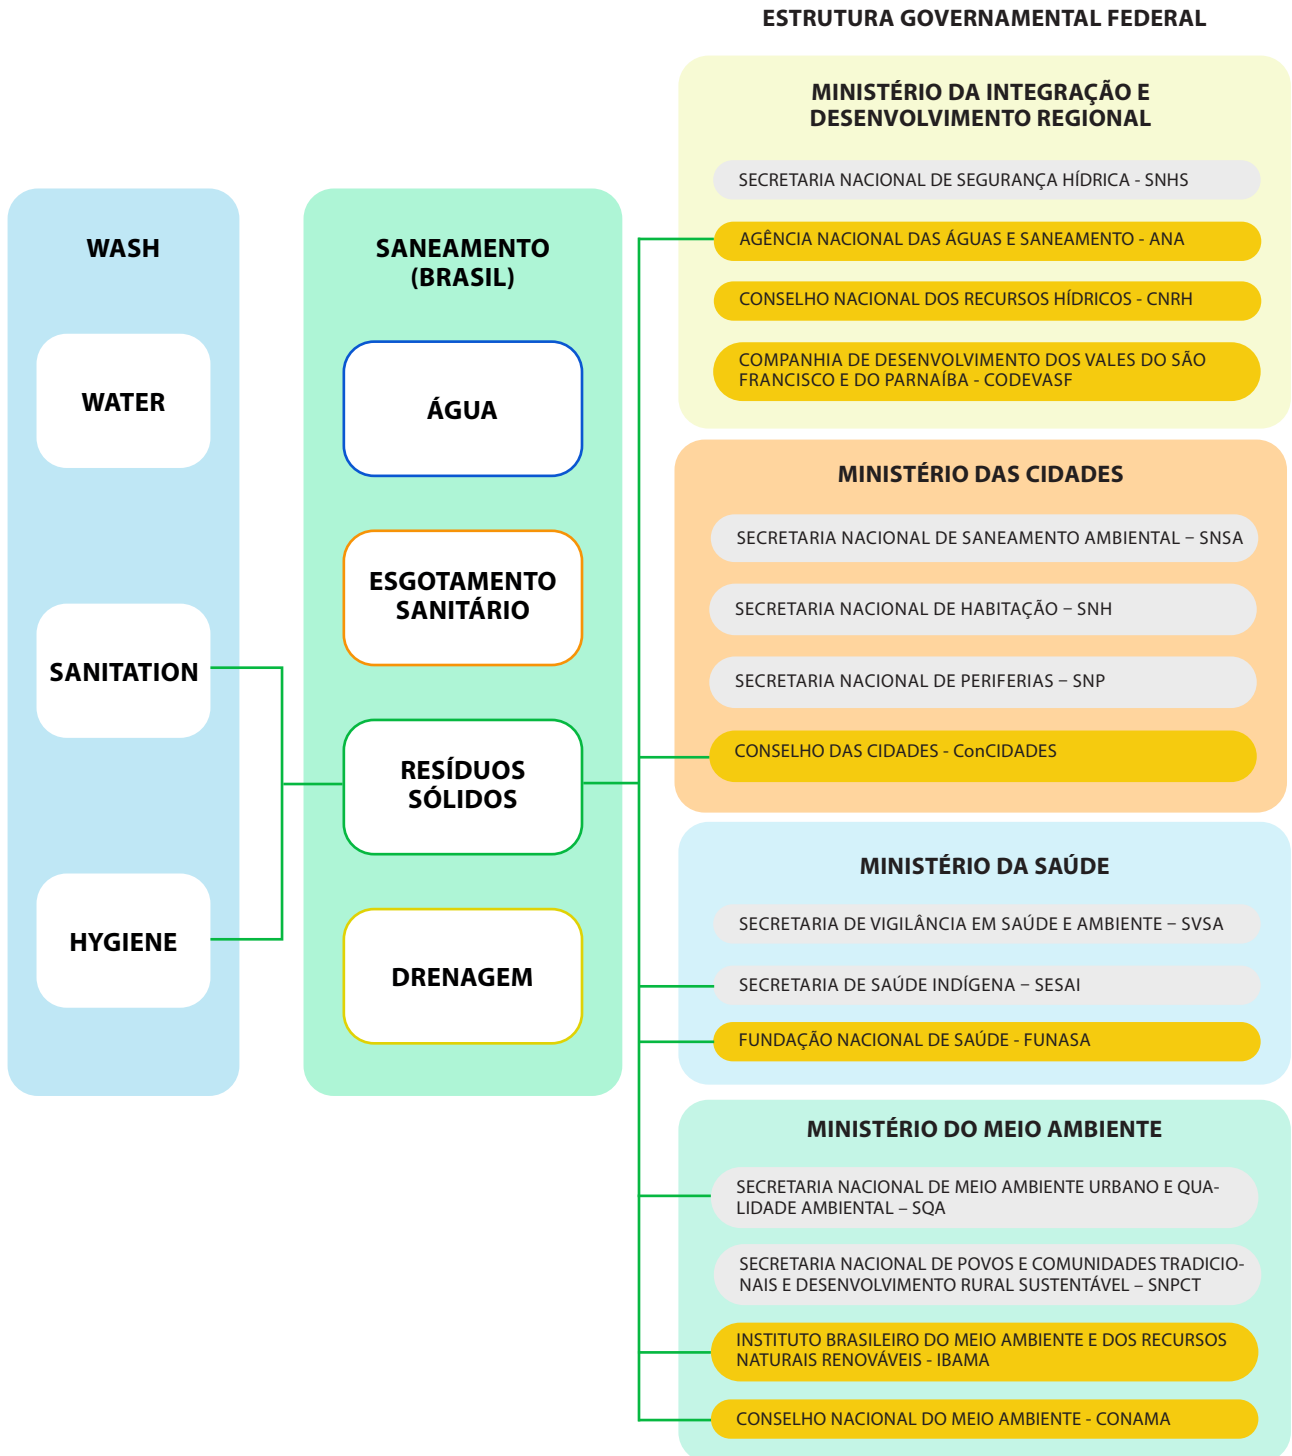 ESTRUTURA GOVERNAMENTAL FEDERAL
WASH
WATER
SANITATION
HYGIENE
SANEAMENTO
(BRASIL)
ÁGUA
ESGOTAMENTO
SANITÁRIO
RESÍDUOS
SÓLIDOS
DRENAGEM
MINISTÉRIO DA INTEGRAÇÃO E
DESENVOLVIMENTO REGIONAL
SECRETARIA NACIONAL DE SEGURANÇA HÍDRICA - SNHS
AGÊNCIA NACIONAL DAS ÁGUAS E SANEAMENTO - ANA
CONSELHO NACIONAL DOS RECURSOS HÍDRICOS - CNRH
COMPANHIA DE DESENVOLVIMENTO DOS VALES DO SÃO
FRANCISCO E DO PARNAÍBA - CODEVASF
MINISTÉRIO DAS CIDADES
SECRETARIA NACIONAL DE SANEAMENTO AMBIENTAL – SNSA
SECRETARIA NACIONAL DE HABITAÇÃO – SNH
SECRETARIA NACIONAL DE PERIFERIAS – SNP
CONSELHO DAS CIDADES - ConCIDADES
MINISTÉRIO DA SAÚDE
SECRETARIA DE VIGILÂNCIA EM SAÚDE E AMBIENTE – SVSA
SECRETARIA DE SAÚDE INDÍGENA – SESAI
FUNDAÇÃO NACIONAL DE SAÚDE - FUNASA
MINISTÉRIO DO MEIO AMBIENTE
SECRETARIA NACIONAL DE MEIO AMBIENTE URBANO E QUA-
LIDADE AMBIENTAL – SQA
SECRETARIA NACIONAL DE POVOS E COMUNIDADES TRADICIO-
NAIS E DESENVOLVIMENTO RURAL SUSTENTÁVEL – SNPCT
INSTITUTO BRASILEIRO DO MEIO AMBIENTE E DOS RECURSOS
NATURAIS RENOVÁVEIS - IBAMA
CONSELHO NACIONAL DO MEIO AMBIENTE - CONAMA